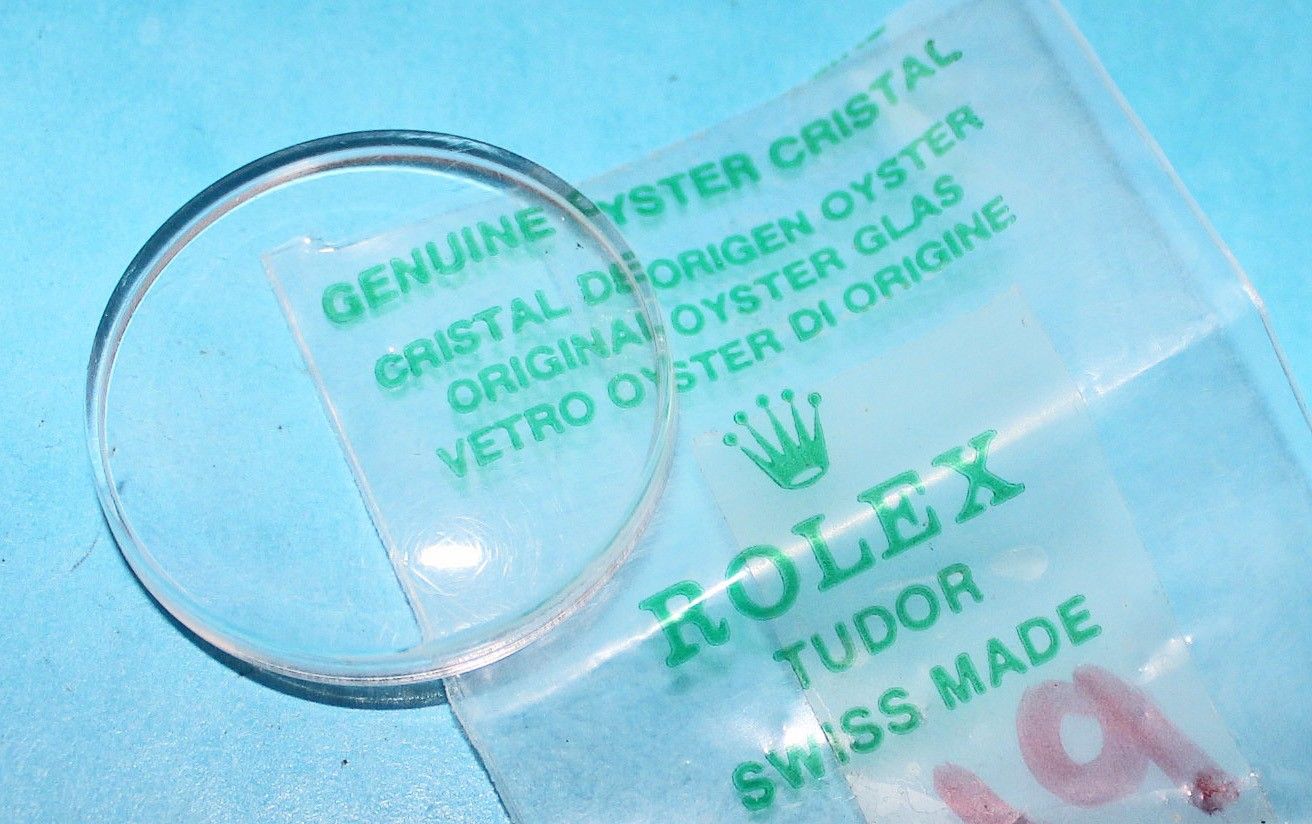 GENUINE OYSTER CRISTAL
CRISTAL DE ORIGEN OYSTER
ORIGINAL OYSTER GLAS
VETRO OYSTER DI ORIGINE
ROLEX
TUDOR
SWISS MADE